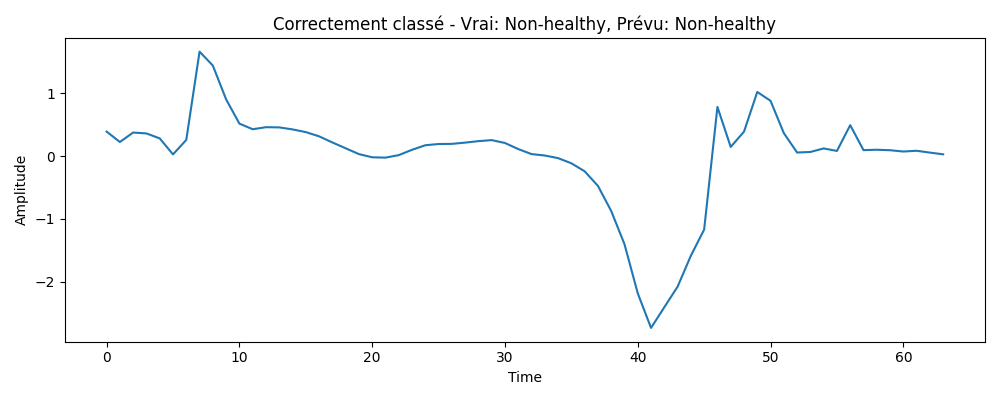 Correctement classé - Vrai: Non-healthy, Prévu: Non-healthy
Amplitude
1
0
−1
−2
0 10 20 30 40 50 60
Time